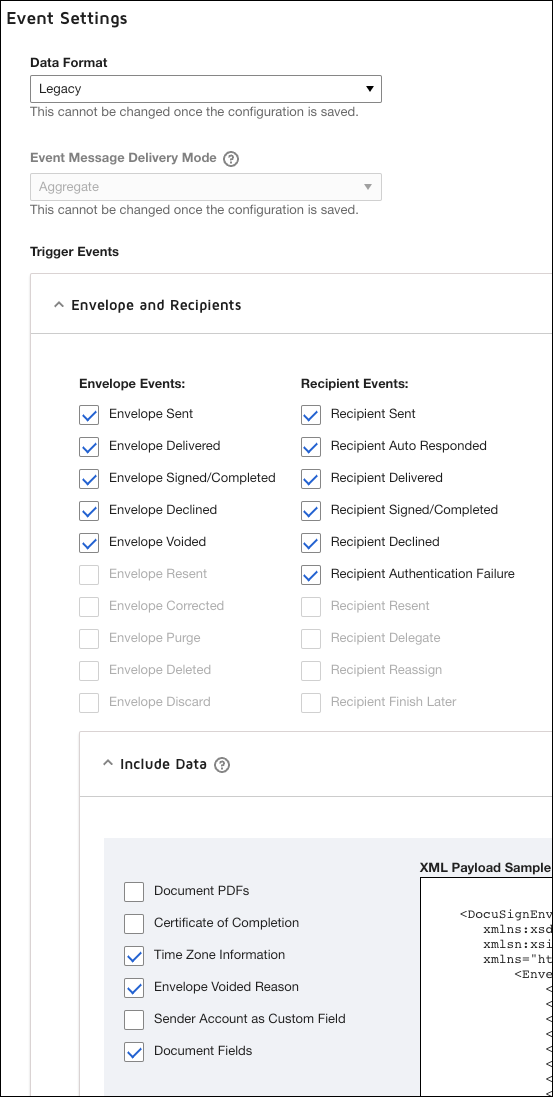 Event Settings
Data Format
Legacy
This cannot be changed once the configuration is saved.
Event Message Delivery Mode ?
Aggregate
This cannot be changed once the configuration is saved.
Trigger Events
Envelope and Recipients
Envelope Events:
Envelope Sent
Envelope Delivered
Envelope Signed/Completed
Envelope Declined
Envelope Voided
Envelope Resent
Envelope Corrected
Envelope Purge
Envelope Deleted
Envelope Discard
Recipient Events:
Recipient Sent
Recipient Auto Responded
Recipient Delivered
Recipient Signed/Completed
Recipient Declined
Recipient Authentication Failure
Recipient Resent
Recipient Delegate
Recipient Reassign
Recipient Finish Later
Include Data ?
Document PDFs
Certificate of Completion
Time Zone Information
Envelope Voided Reason
Sender Account as Custom Field
Document Fields
XML Payload Sample
<DocuSignEnv
xmlns:xsd
xmlsn:xsi
xmlns="ht
<Enve
<
<
<
<
<
<
<
<